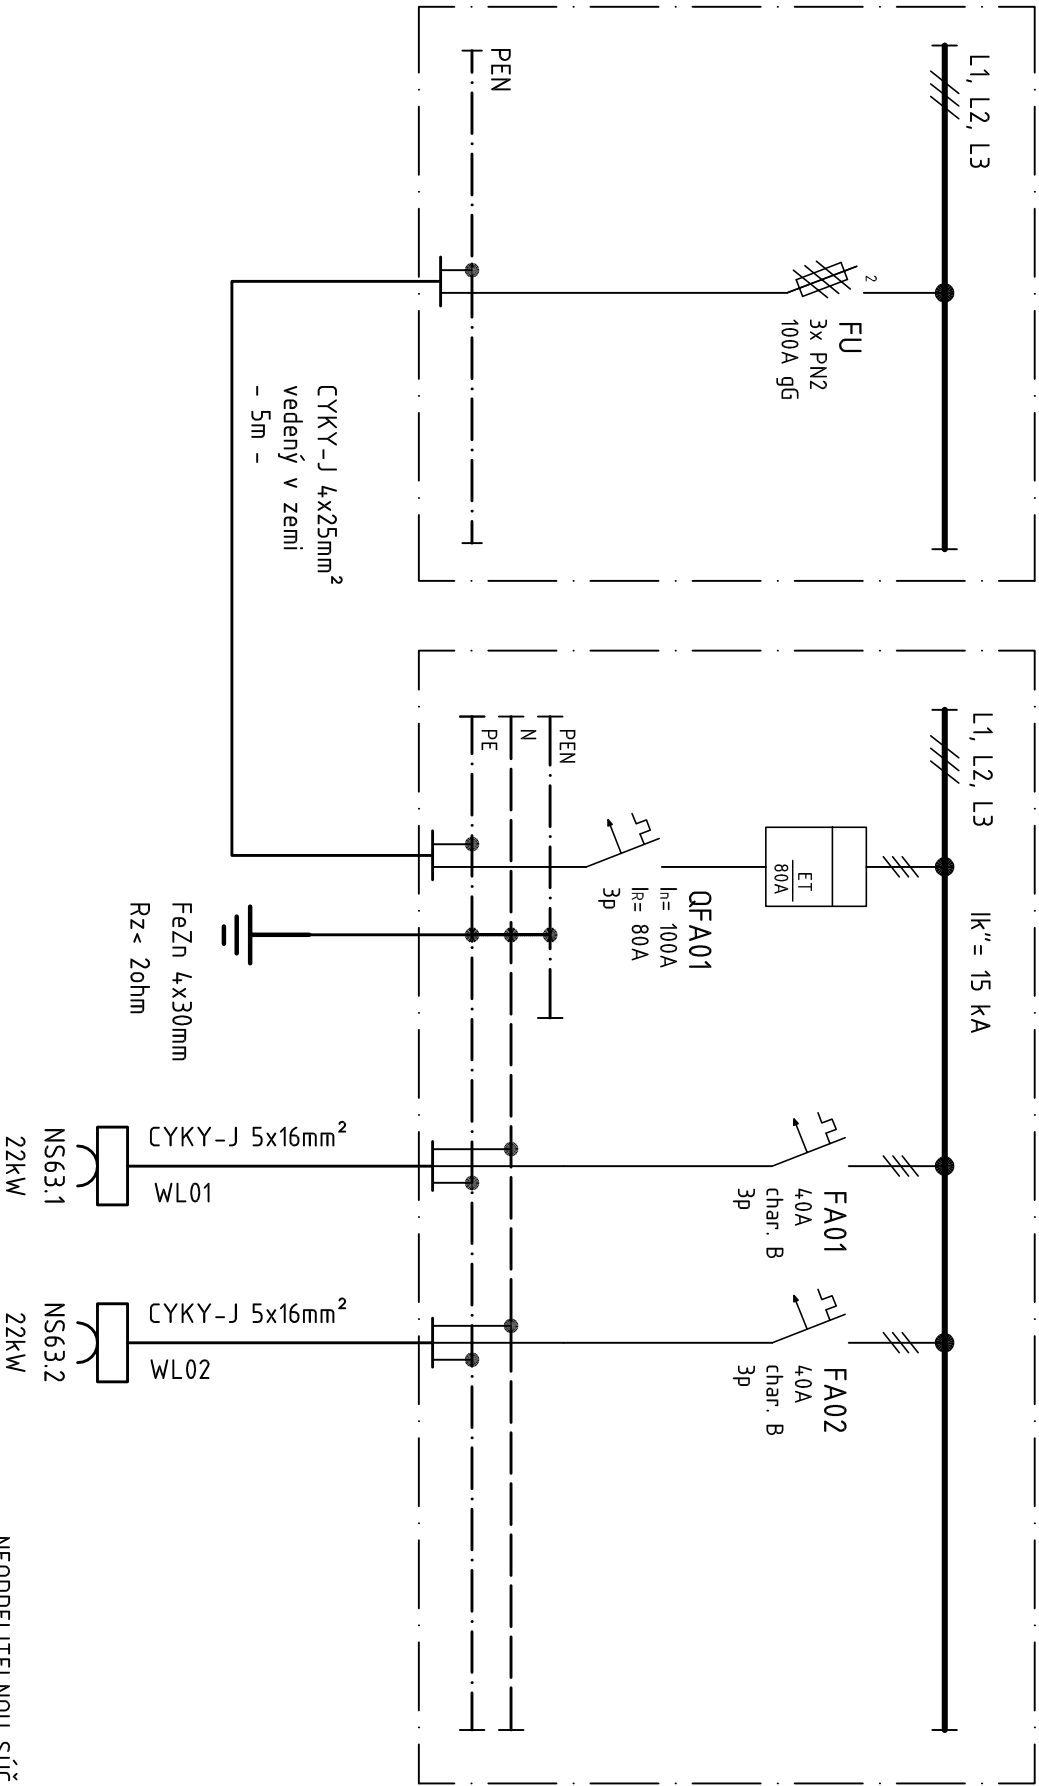 L1, L2, L3
FU
3x PN2
100A gG
2
PEN
CYKY-J 4x25mm²
vedený v zemi
- 5m -
L1, L2, L3
Ik"= 15 kA
ET
80A
QFA01
In= 100A
IR= 80A
3p
PEN
N
PE
FeZn 4x30mm
Rz< 2ohm
FA01
40A
char. B
3p
CYKY-J 5x16mm²
WL01
NS63.1
22kW
FA02
40A
char. B
3p
CYKY-J 5x16mm²
WL02
NS63.2
22kW